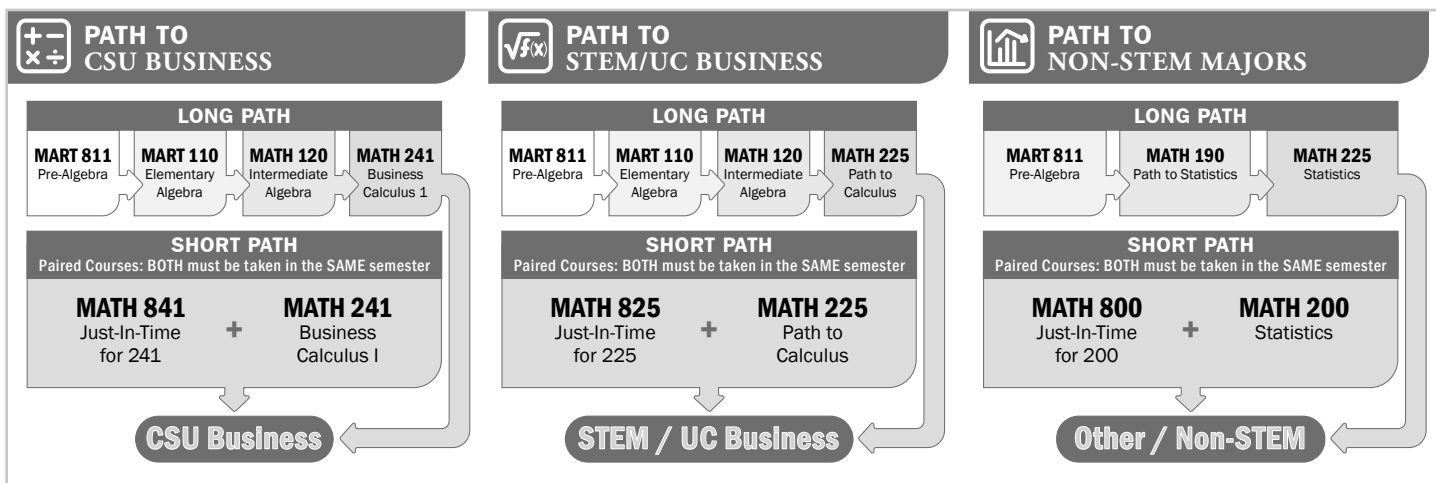 PATH TO
CSU BUSINESS
LONG PATH
MART 811
Pre-Algebra
MART 110
Elementary
Algebra
MATH 120
Intermediate
Algebra
MATH 241
Business
Calculus 1
SHORT PATH
Paired Courses: BOTH must be taken in the SAME semester
MATH 841
Just-In-Time
for 241
+
MATH 241
Business
Calculus I
CSU Business
√f(x)
PATH TO
STEM/UC BUSINESS
LONG PATH
MART 811
Pre-Algebra
MART 110
Elementary
Algebra
MATH 120
Intermediate
Algebra
MATH 225
Path to
Calculus
SHORT PATH
Paired Courses: BOTH must be taken in the SAME semester
MATH 825
Just-In-Time
for 225
+
MATH 225
Path to
Calculus
STEM / UC Business
PATH TO
NON-STEM MAJORS
LONG PATH
MART 811
Pre-Algebra
MATH 190
Path to Statistics
MATH 225
Statistics
SHORT PATH
Paired Courses: BOTH must be taken in the SAME semester
MATH 800
Just-In-Time
for 200
+
MATH 200
Statistics
Other / Non-STEM